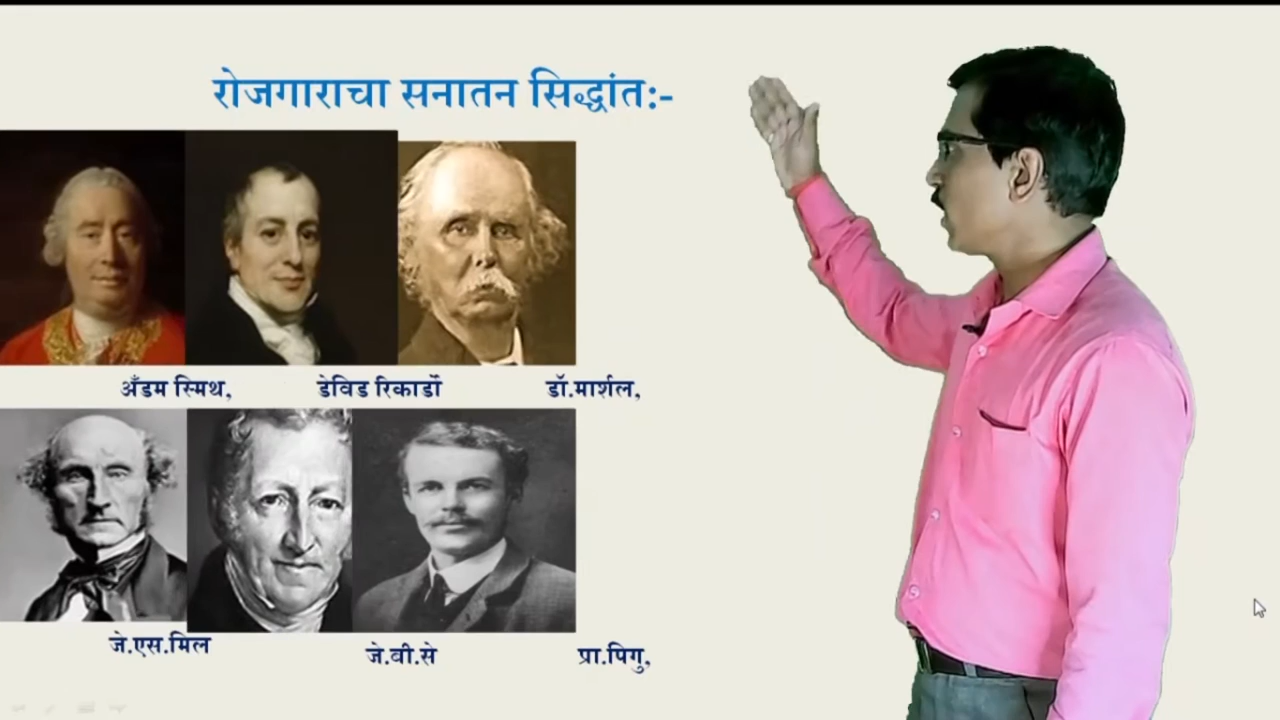 रोजगाराचा सनातन सिद्धांत:-
अँडम स्मिथ, डेविड रिकार्डो डॉ.मार्शल,
जे.एस.मिल जे.बी.से प्रा.पिगु,